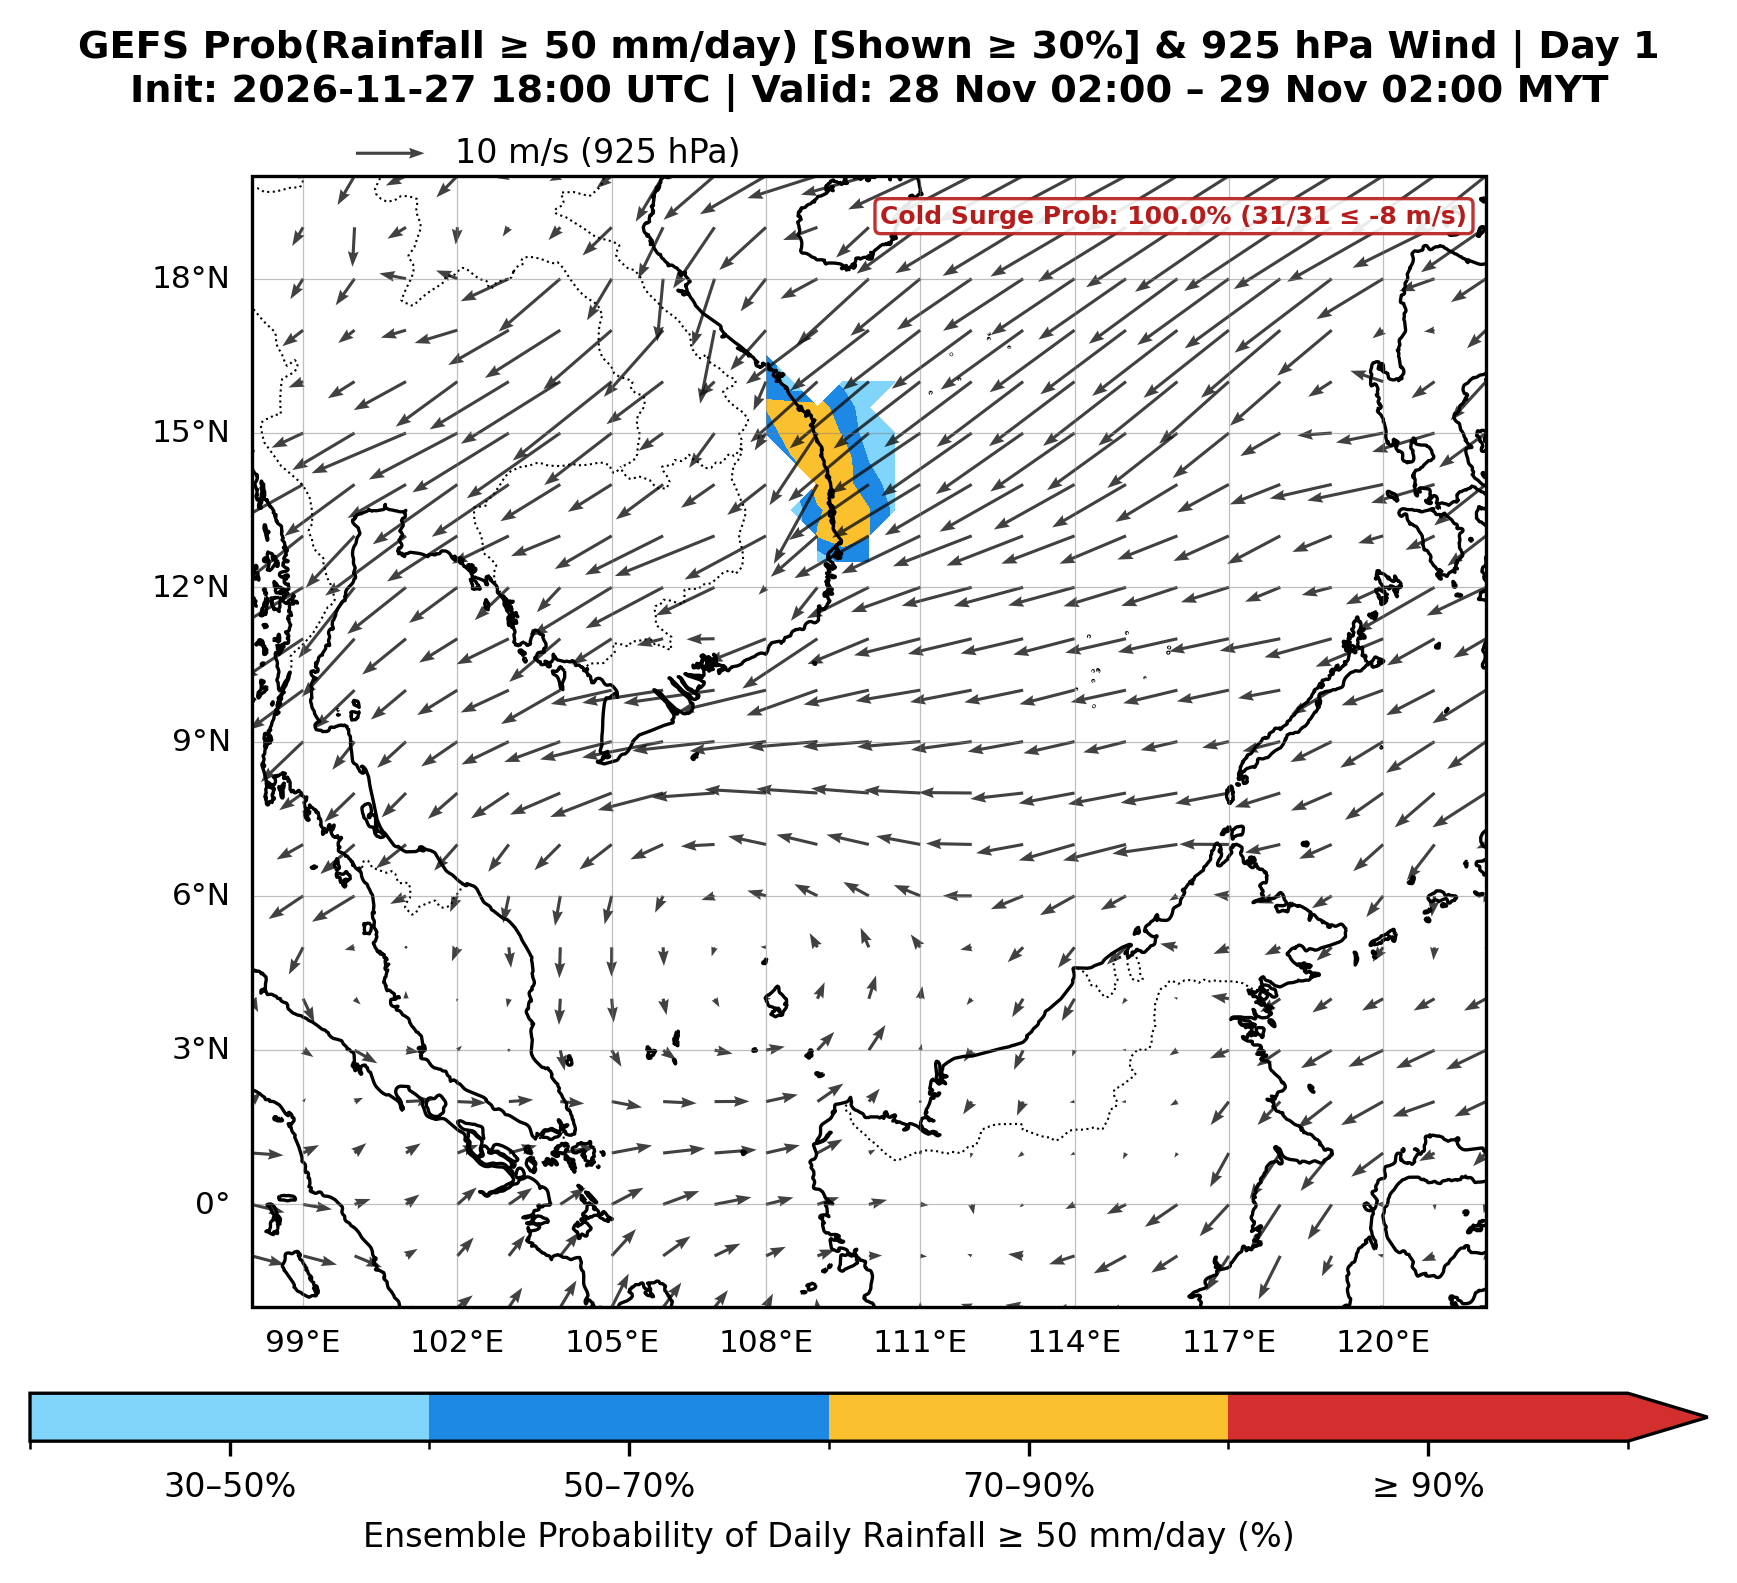 GEFS Prob(Rainfall ≥ 50 mm/day) [Shown ≥ 30%] & 925 hPa Wind | Day 1
Init: 2026-11-27 18:00 UTC | Valid: 28 Nov 02:00 – 29 Nov 02:00 MYT
10 m/s (925 hPa)
Cold Surge Prob: 100.0% (31/31 ≤ -8 m/s)
18°N
15°N
12°N
9°N
6°N
3°N
0°
99°E 102°E 105°E 108°E 111°E 114°E 117°E 120°E
30–50% 50–70% 70–90% ≥ 90%
Ensemble Probability of Daily Rainfall ≥ 50 mm/day (%)